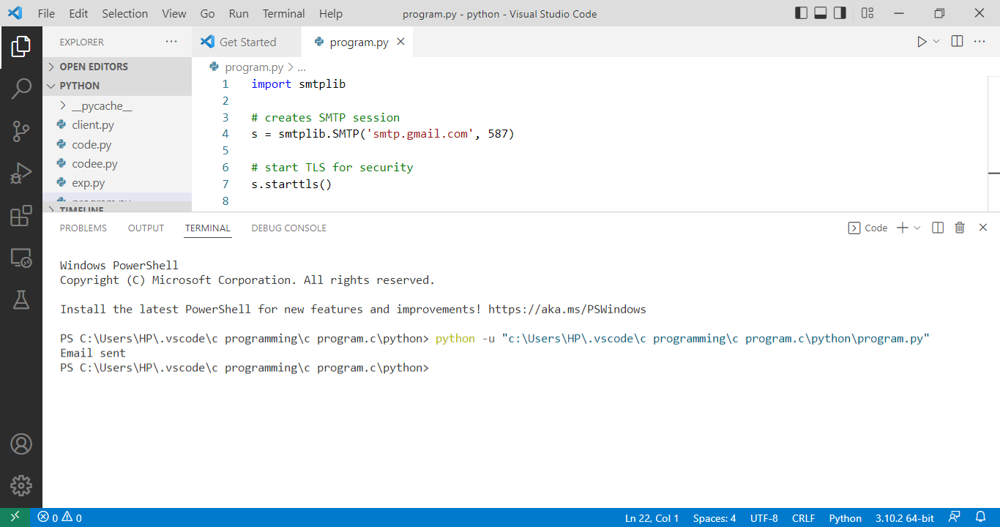 File Edit Selection View Go Run Terminal Help program.py - python - Visual Studio Code
EXPLORER ···
OPEN EDITORS
PYTHON
__pycache__
client.py
code.py
codee.py
exp.py
program.py
TIMELINE
Get Started program.py
program.py > ...
1 import smtplib
2
3 # creates SMTP session
4 s = smtplib.SMTP('smtp.gmail.com', 587)
5
6 # start TLS for security
7 s.starttls()
8
PROBLEMS OUTPUT TERMINAL DEBUG CONSOLE Code
Windows PowerShell
Copyright (C) Microsoft Corporation. All rights reserved.
Install the latest PowerShell for new features and improvements! https://aka.ms/PSWindows
PS C:\Users\HP\.vscode\c programming\c program.c\python> python -u "c:\Users\HP\.vscode\c programming\c program.c\python\program.py"
Email sent
PS C:\Users\HP\.vscode\c programming\c program.c\python>
0 0 Ln 22, Col 1 Spaces: 4 UTF-8 CRLF Python 3.10.2 64-bit